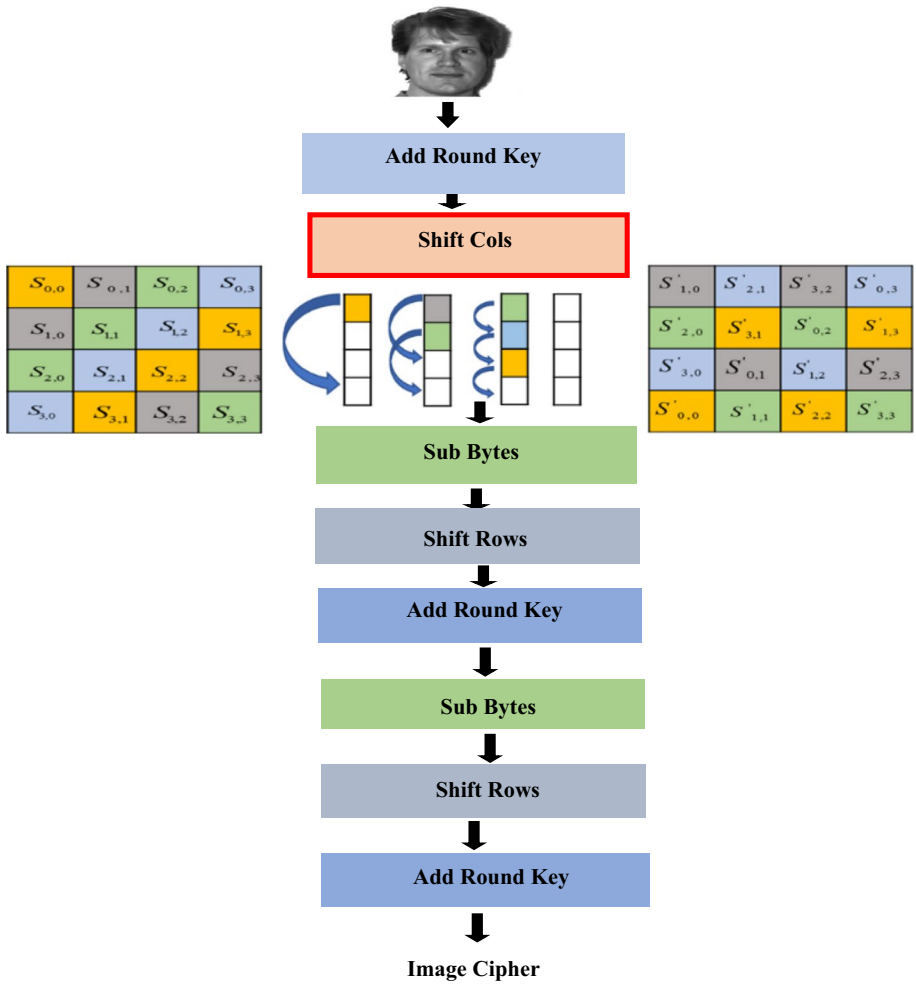 Add Round Key
Shift Cols
S0,0 S0,1 S0,2 S0,3
S1,0 S1,1 S1,2 S1,3
S2,0 S2,1 S2,2 S2,3
S3,0 S3,1 S3,2 S3,3
S'1,0 S'2,1 S'3,2 S'0,3
S'2,0 S'3,1 S'0,2 S'1,3
S'3,0 S'0,1 S'1,2 S'2,3
S'0,0 S'1,1 S'2,2 S'3,3
Sub Bytes
Shift Rows
Add Round Key
Sub Bytes
Shift Rows
Add Round Key
Image Cipher